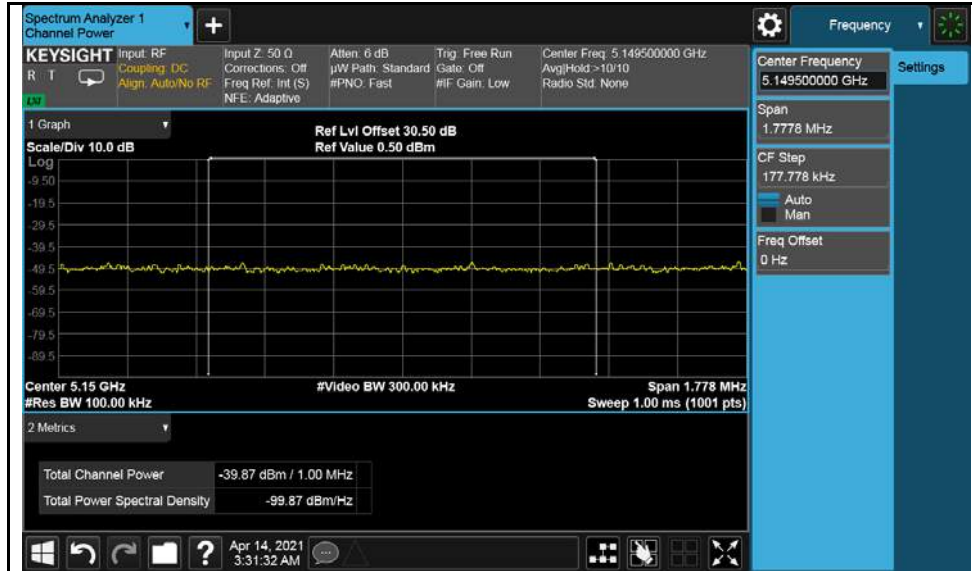 Spectrum Analyzer 1
Channel Power
+
Frequency
KEYSIGHT
R T
LXI
Input: RF
Coupling: DC
Align: Auto/No RF
Input Z: 50 Ω
Corrections: Off
Freq Ref: Int (S)
NFE: Adaptive
Atten: 6 dB
µW Path: Standard
#PNO: Fast
Trig: Free Run
Gate: Off
#IF Gain: Low
Center Freq: 5.149500000 GHz
Avg|Hold:>10/10
Radio Std: None
Center Frequency
5.149500000 GHz
Settings
Span
1.7778 MHz
CF Step
177.778 kHz
Auto
Man
Freq Offset
0 Hz
1 Graph
Scale/Div 10.0 dB
Ref Lvl Offset 30.50 dB
Ref Value 0.50 dBm
Log
-9.50
-19.5
-29.5
-39.5
-49.5
-59.5
-69.5
-79.5
-89.5
Center 5.15 GHz
#Video BW 300.00 kHz
Span 1.778 MHz
#Res BW 100.00 kHz
Sweep 1.00 ms (1001 pts)
2 Metrics
Total Channel Power -39.87 dBm / 1.00 MHz
Total Power Spectral Density -99.87 dBm/Hz
?
Apr 14, 2021
3:31:32 AM